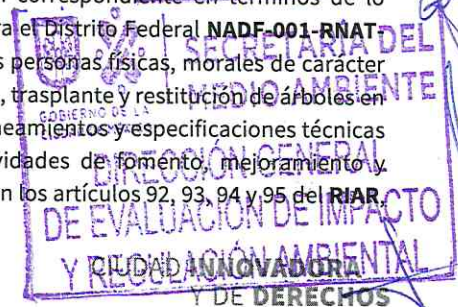 correspondiente en términos de lo
ra el Distrito Federal NADF-001-RNAT-
s personas físicas, morales de carácter
, trasplante y restitución de árboles en
neamientos y especificaciones técnicas
vidades de fomento, mejoramiento y
n los artículos 92, 93, 94 y 95 del RIAR,
SECRETARÍA DEL
MEDIO AMBIENTE
GOBIERNO DE LA
DIRECCIÓN GENERAL
DE EVALUACIÓN DE IMPACTO
Y REGULACIÓN AMBIENTAL
CIUDAD INNOVADORA
Y DE DERECHOS